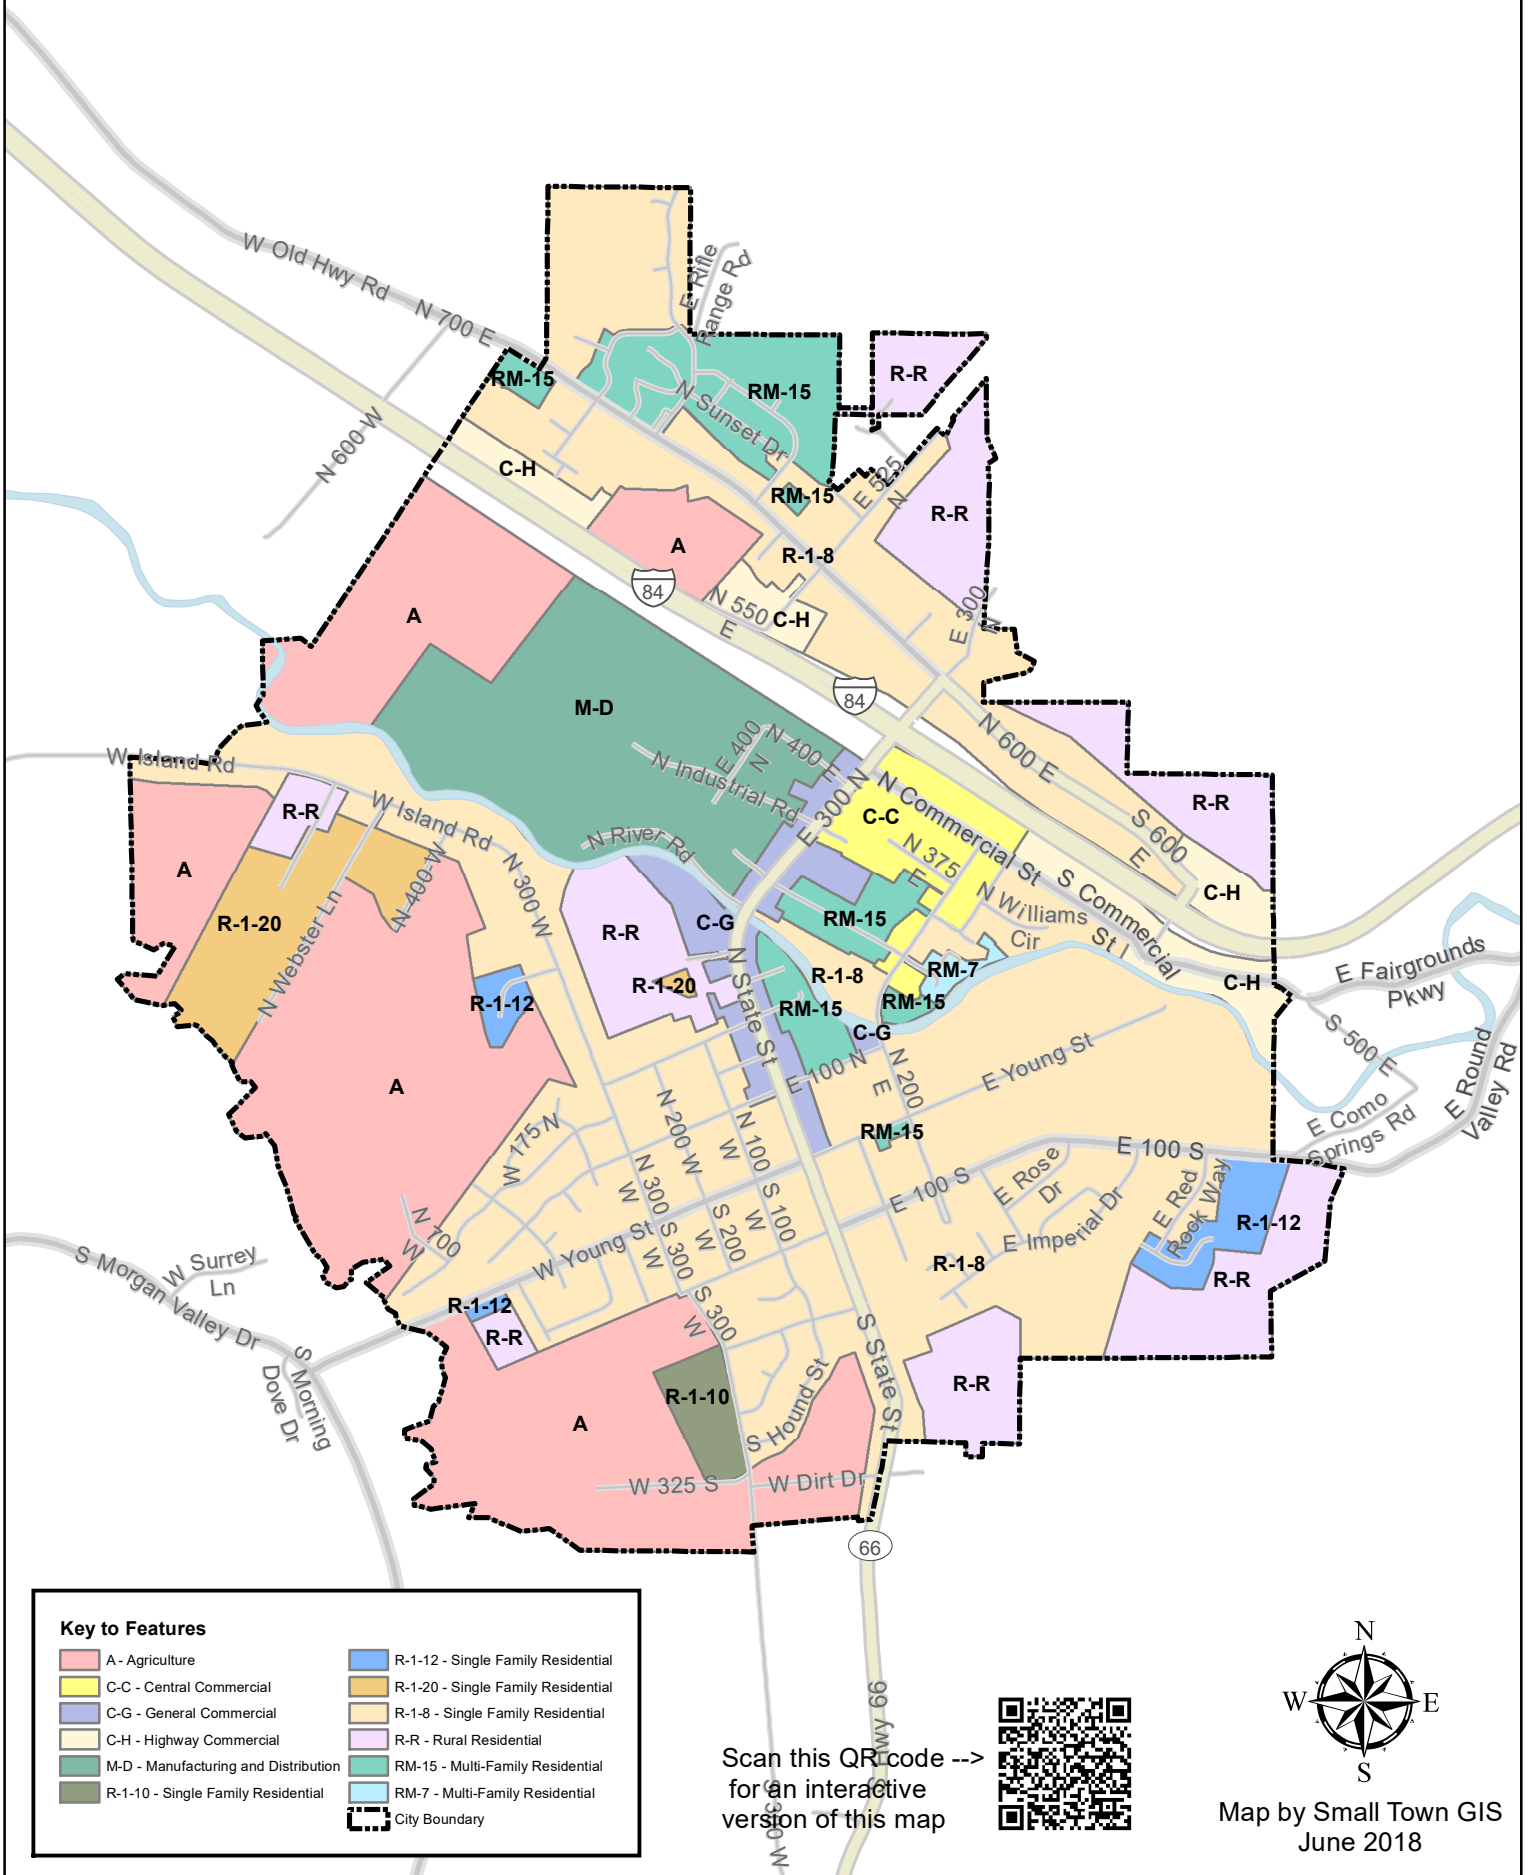 W Old Hwy Rd
N 700 E
E Rifle
Range Rd
R-R
RM-15
RM-15
N Sunset Dr
N 600 W
C-H
RM-15
E 525
N
R-R
A
R-1-8
84
N 550
E
C-H
E 300
N
A
84
M-D
N 600 E
W Island Rd
E 400
N
N 400 E
N Industrial Rd
E 300 N
N Commercial St
R-R
R-R
W Island Rd
C-C
S 600
E
N River Rd
N 375
E
A
N 300 W
N 400 W
S Commercial
St
C-H
R-1-20
N Webster Ln
R-R
C-G
RM-15
N Williams
Cir
R-1-20
N State St
R-1-8
RM-7
C-H
E Fairgrounds
Pkwy
R-1-12
RM-15
RM-15
C-G
S 500 E
E Round
Valley Rd
A
E 100 N
N 200
E
E Young St
E Como
Springs Rd
W 175 N
N 200 W
N 100
W
RM-15
E 100 S
N 300
W
S 100
W
E 100 S
E Rose
Dr
E Red
Rock Way
R-1-12
N 700
W
W Young St
S 300
W
S 200
W
R-1-8
E Imperial Dr
R-R
W Surrey
Ln
S Morgan Valley Dr
R-1-12
R-R
S 300
W
S State St
S Morning
Dove Dr
R-1-10
S Hound St
R-R
A
W 325 S
W Dirt Dr
66
Key to Features
A - Agriculture
C-C - Central Commercial
C-G - General Commercial
C-H - Highway Commercial
M-D - Manufacturing and Distribution
R-1-10 - Single Family Residential
R-1-12 - Single Family Residential
R-1-20 - Single Family Residential
R-1-8 - Single Family Residential
R-R - Rural Residential
RM-15 - Multi-Family Residential
RM-7 - Multi-Family Residential
City Boundary
S Hwy 66
S 300 W
Scan this QR code -->
for an interactive
version of this map
N
W
E
S
Map by Small Town GIS
June 2018